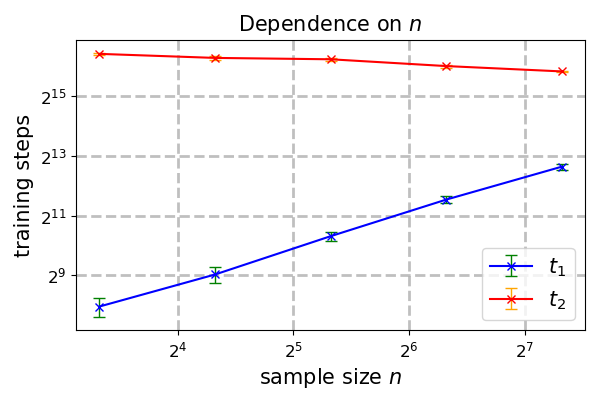 Dependence on n
training steps
2^15
2^13
2^11
2^9
2^4 2^5 2^6 2^7
sample size n
t_1
t_2